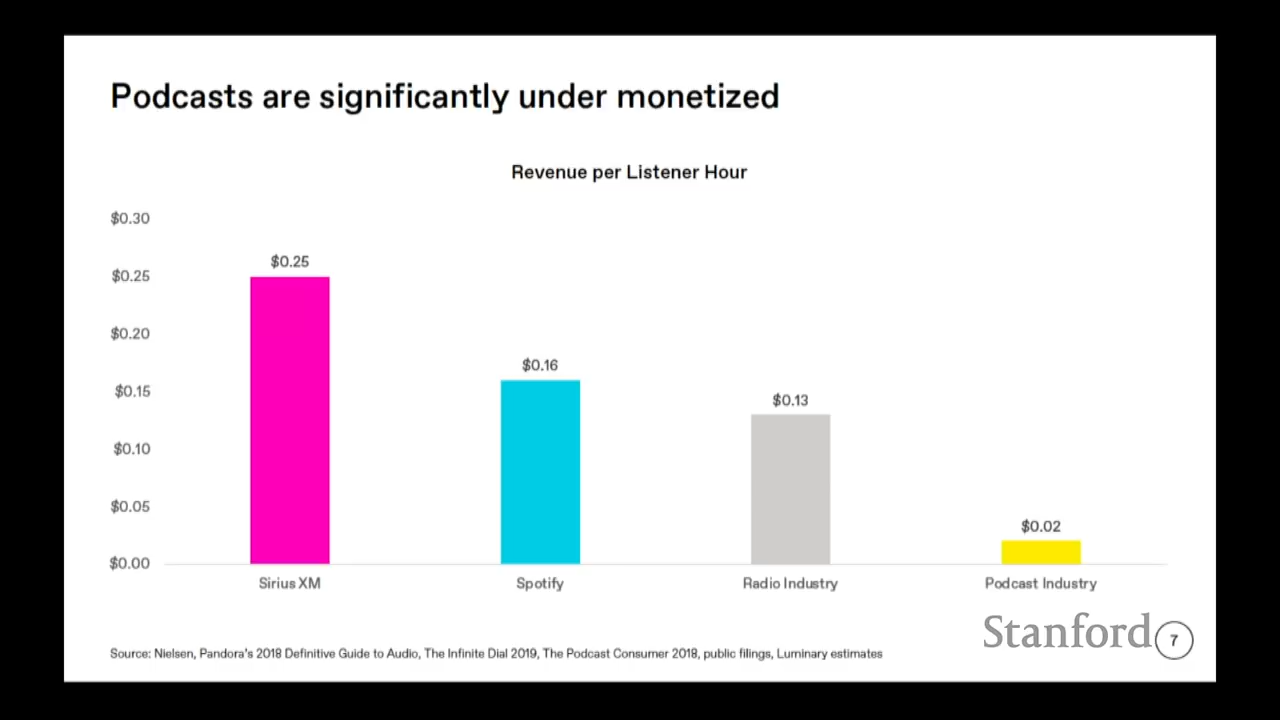 Podcasts are significantly under monetized
Revenue per Listener Hour
$0.30
$0.25
$0.20
$0.15
$0.10
$0.05
$0.00
$0.25
$0.16
$0.13
$0.02
Sirius XM
Spotify
Radio Industry
Podcast Industry
Source: Nielsen, Pandora's 2018 Definitive Guide to Audio, The Infinite Dial 2019, The Podcast Consumer 2018, public filings, Luminary estimates
Stanford
7